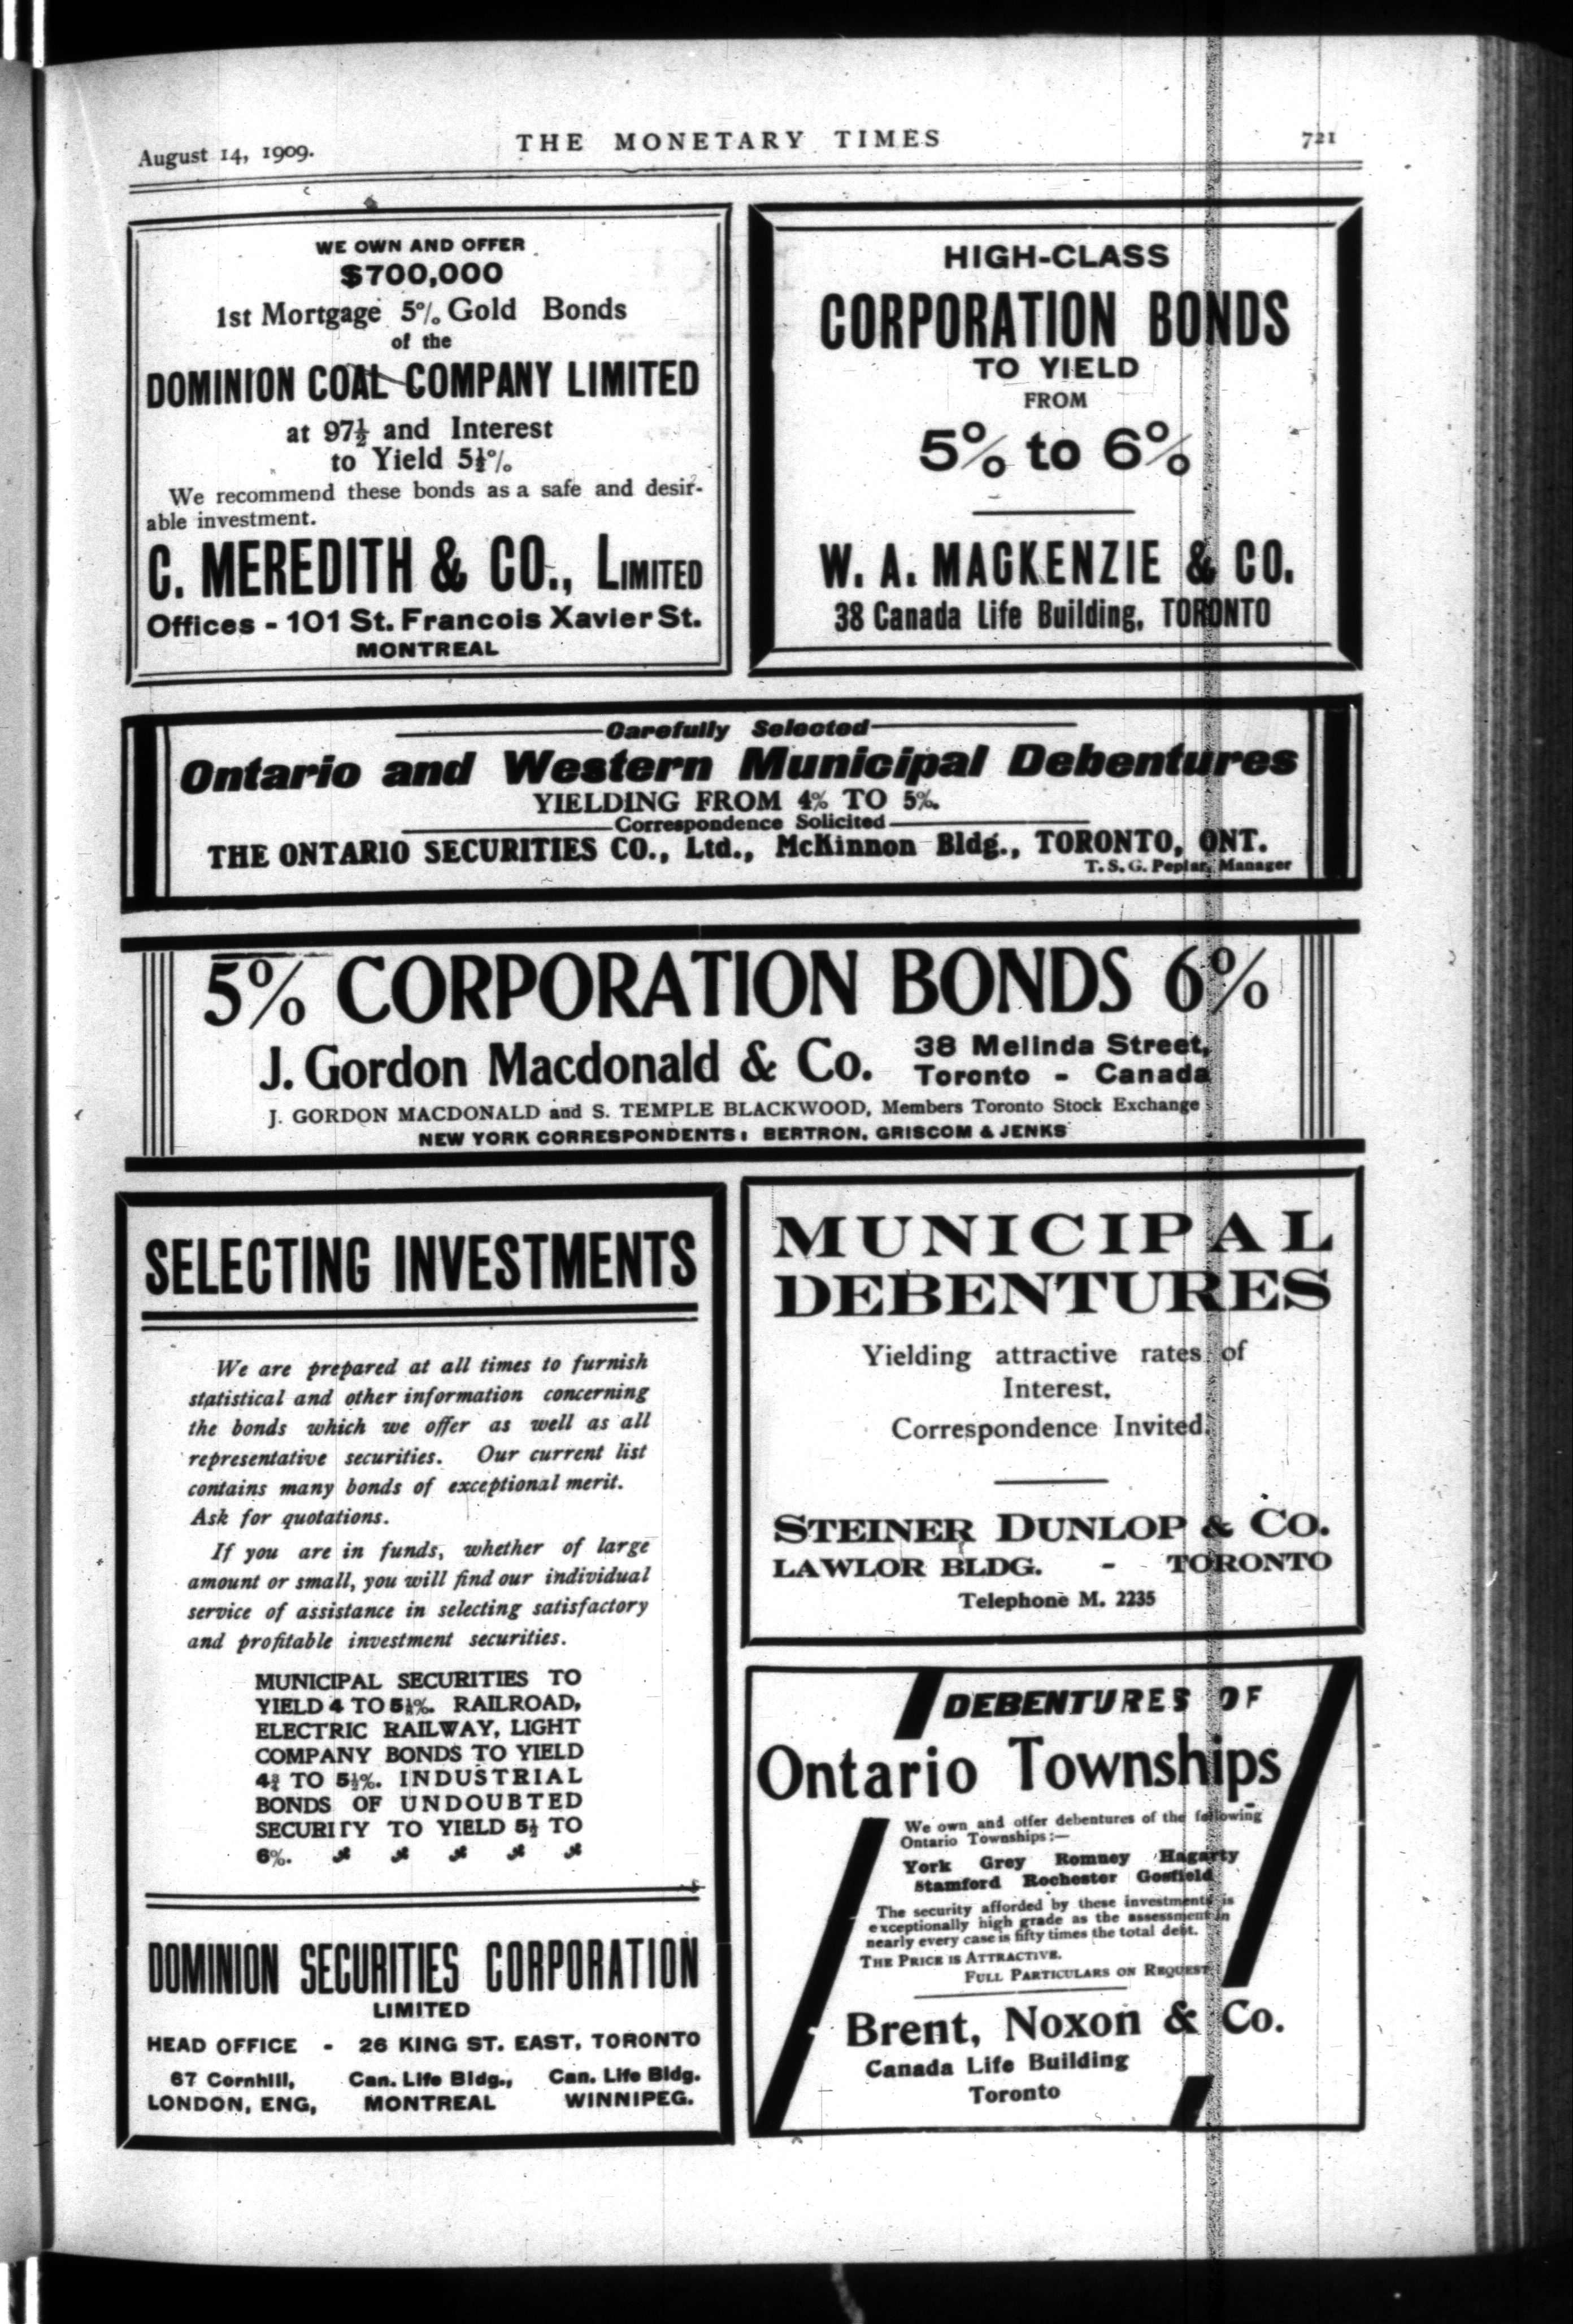 August 14, 1909.
THE MONETARY TIMES
721
WE OWN AND OFFER
$700,000
1st Mortgage 5% Gold Bonds
of the
DOMINION COAL COMPANY LIMITED
at 97½ and Interest
to Yield 5¼%
We recommend these bonds as a safe and desir-
able investment.
C. MEREDITH & CO., LIMITED
Offices - 101 St. Francois Xavier St.
MONTREAL
HIGH-CLASS
CORPORATION BONDS
TO YIELD
FROM
5% to 6%
W. A. MACKENZIE & CO.
38 Canada Life Building, TORONTO
Carefully Selected
Ontario and Western Municipal Debentures
YIELDING FROM 4% TO 5%.
Correspondence Solicited
THE ONTARIO SECURITIES CO., Ltd., McKinnon Bldg., TORONTO, ONT.
T. S. G. Pepler, Manager
5% CORPORATION BONDS 6%
J. Gordon Macdonald & Co.
38 Melinda Street,
Toronto - Canada
J. GORDON MACDONALD and S. TEMPLE BLACKWOOD, Members Toronto Stock Exchange
NEW YORK CORRESPONDENTS: BERTRON, GRISCOM & JENKS
SELECTING INVESTMENTS
We are prepared at all times to furnish
statistical and other information concerning
the bonds which we offer as well as all
representative securities. Our current list
contains many bonds of exceptional merit.
Ask for quotations.
If you are in funds, whether of large
amount or small, you will find our individual
service of assistance in selecting satisfactory
and profitable investment securities.
MUNICIPAL SECURITIES TO
YIELD 4 TO RAILROAD,
ELECTRIC RAILWAY, LIGHT
COMPANY BONDS TO YIELD
4¾ TO 5½%. INDUSTRIAL
BONDS OF UNDOUBTED
SECURITY TO YIELD 5½ TO
6%.
DOMINION SECURITIES CORPORATION
LIMITED
HEAD OFFICE - 26 KING ST. EAST, TORONTO
67 Cornhill, Can. Life Bldg., Can. Life Bldg.
LONDON, ENG, MONTREAL WINNIPEG.
MUNICIPAL
DEBENTURES
Yielding attractive rates of
Interest.
Correspondence Invited.
STEINER DUNLOP & CO.
LAWLOR BLDG. - TORONTO
Telephone M. 2235
DEBENTURES OF
Ontario Townships
We own and offer debentures of the following
Ontario Townships:—
York Grey Romney Hagarty
Stamford Rochester Gosfield
The security afforded by these investments is
exceptionally high grade as the assessment in
nearly every case is fifty times the total debt.
THE PRICE IS ATTRACTIVE.
FULL PARTICULARS ON REQUEST
Brent, Noxon & Co.
Canada Life Building
Toronto